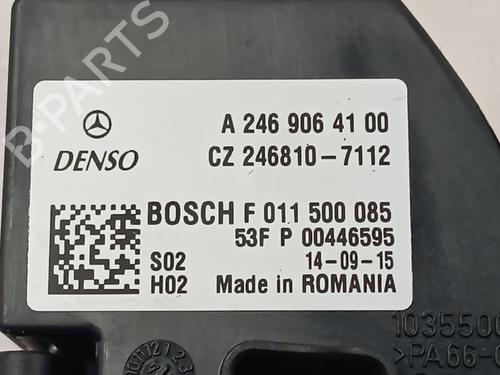 B-PARTS
A 246 906 41 00
DENSO
CZ 246810-7112
BOSCH F 011 500 085
53F P 00446595
S02
14-09-15
H02
Made in ROMANIA
1035506
>PA66-